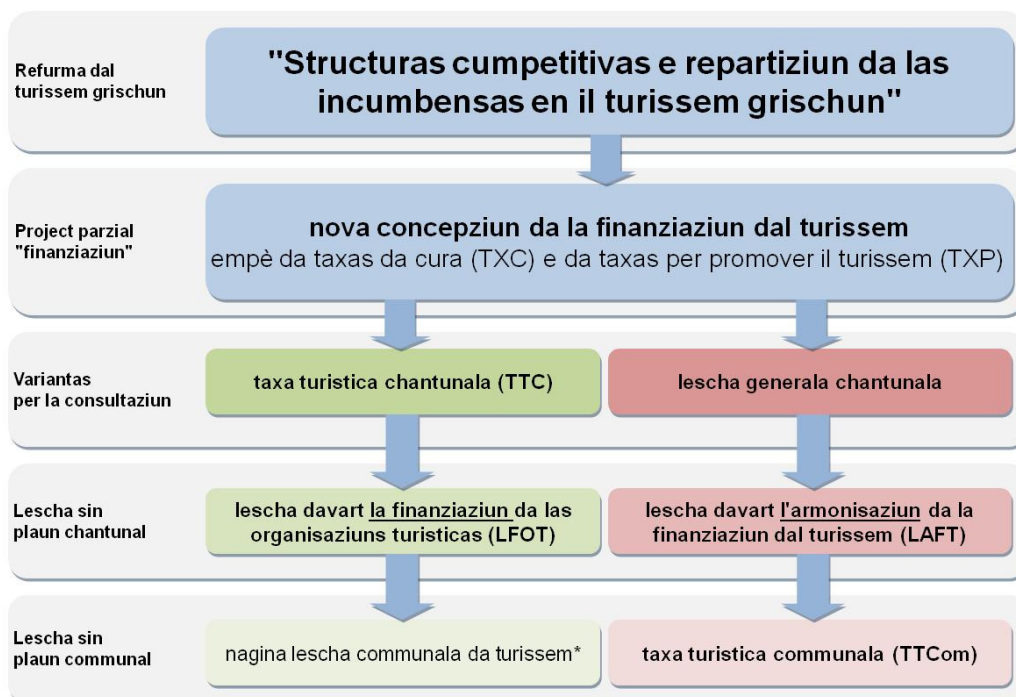 Refurma dal
turissem grischun
"Structuras cumpetitivas e repartiziun da las
incumbensas en il turissem grischun"
Project parzial
"finanziaziun"
nova concepziun da la finanziaziun dal turissem
empè da taxas da cura (TXC) e da taxas per promover il turissem (TXP)
Variantas
per la consultaziun
taxa turistica chantunala (TTC)
lescha generala chantunala
Lescha sin
plaun chantunal
lescha davart la finanziaziun da las
organisaziuns turisticas (LFOT)
lescha davart l'armonisaziun da la
finanziaziun dal turissem (LAFT)
Lescha sin
plaun communal
nagina lescha communala da turissem*
taxa turistica communala (TTCom)